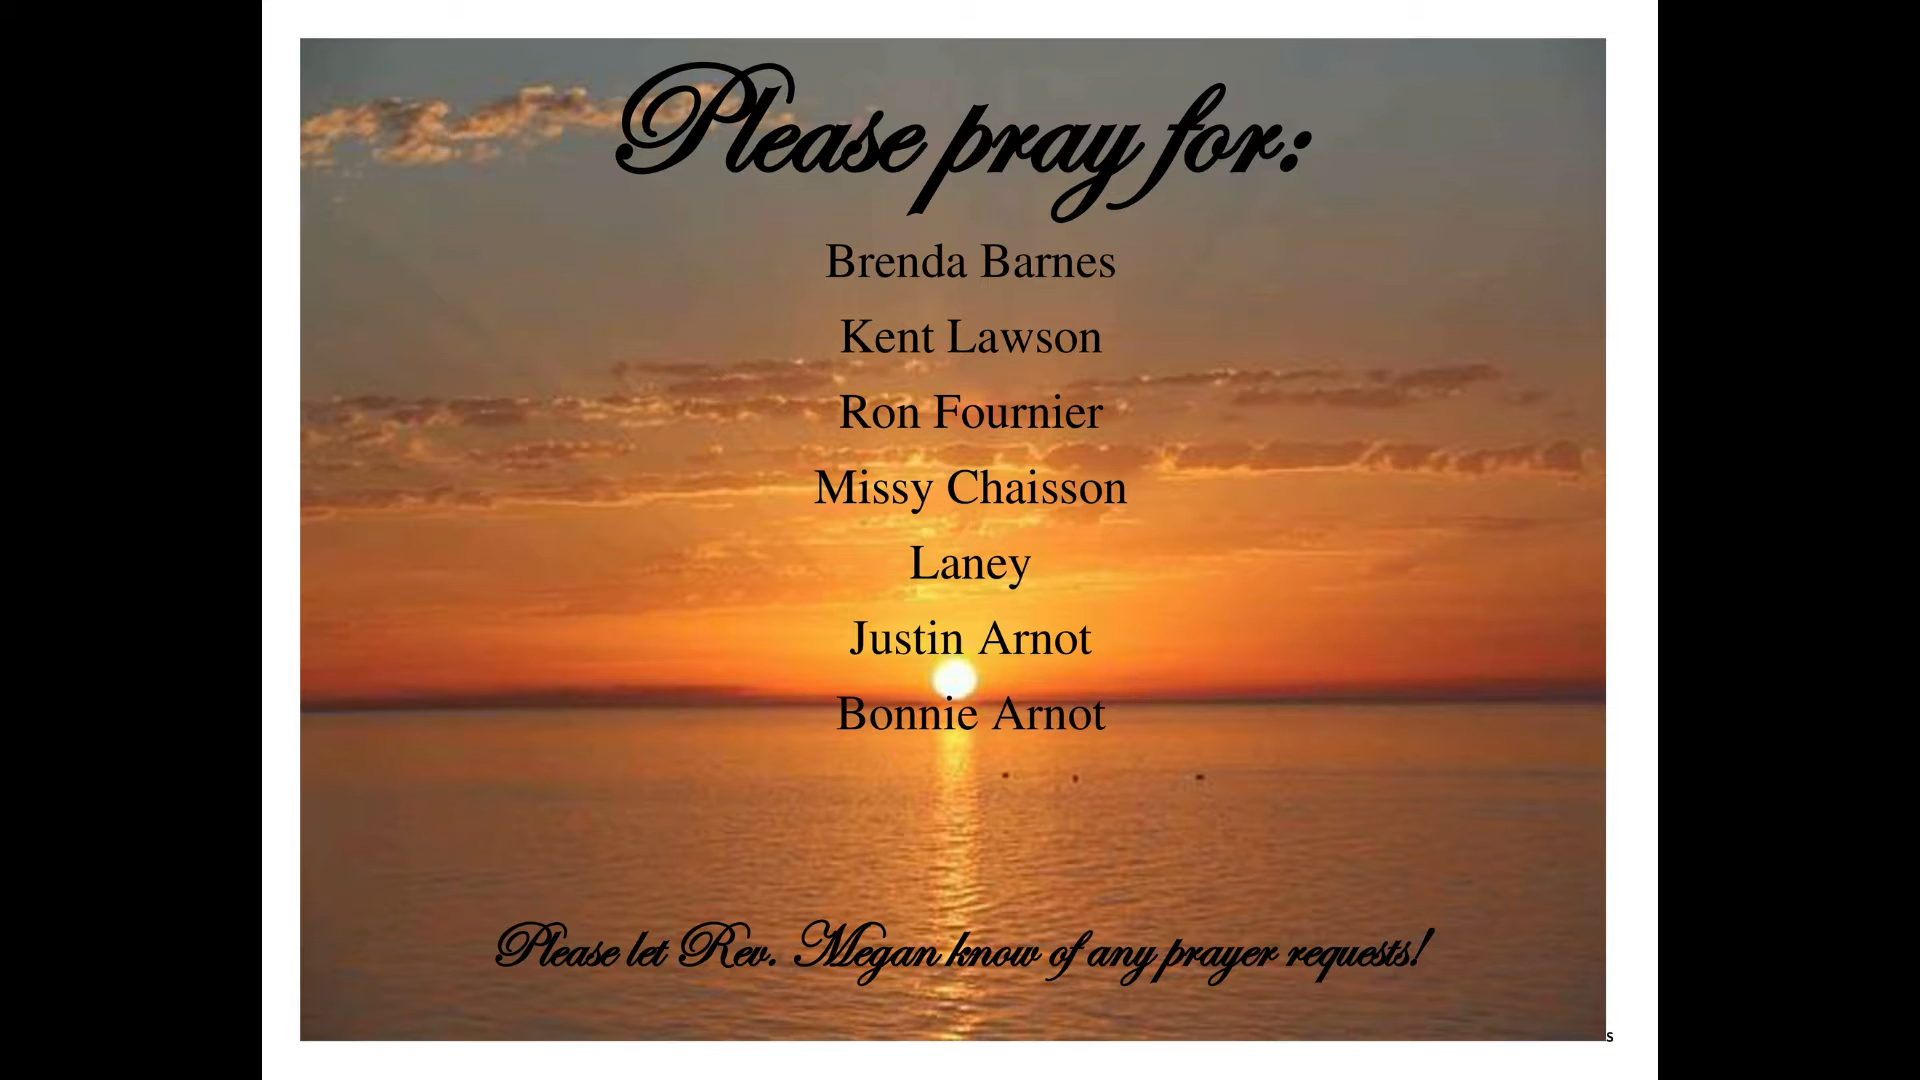 Please pray for:
Brenda Barnes
Kent Lawson
Ron Fournier
Missy Chaisson
Laney
Justin Arnot
Bonnie Arnot
Please let Rev. Megan know of any prayer requests!
s